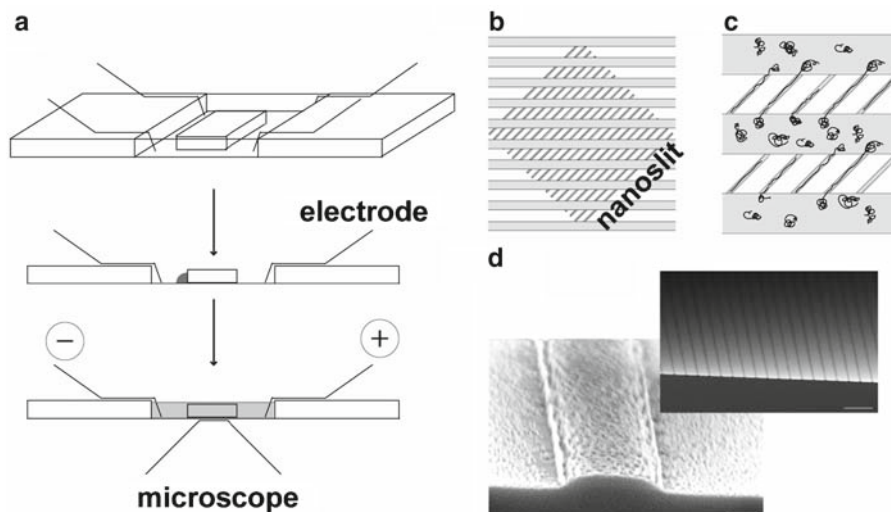 a
b
c
electrode
nanoslit
−
+
d
microscope